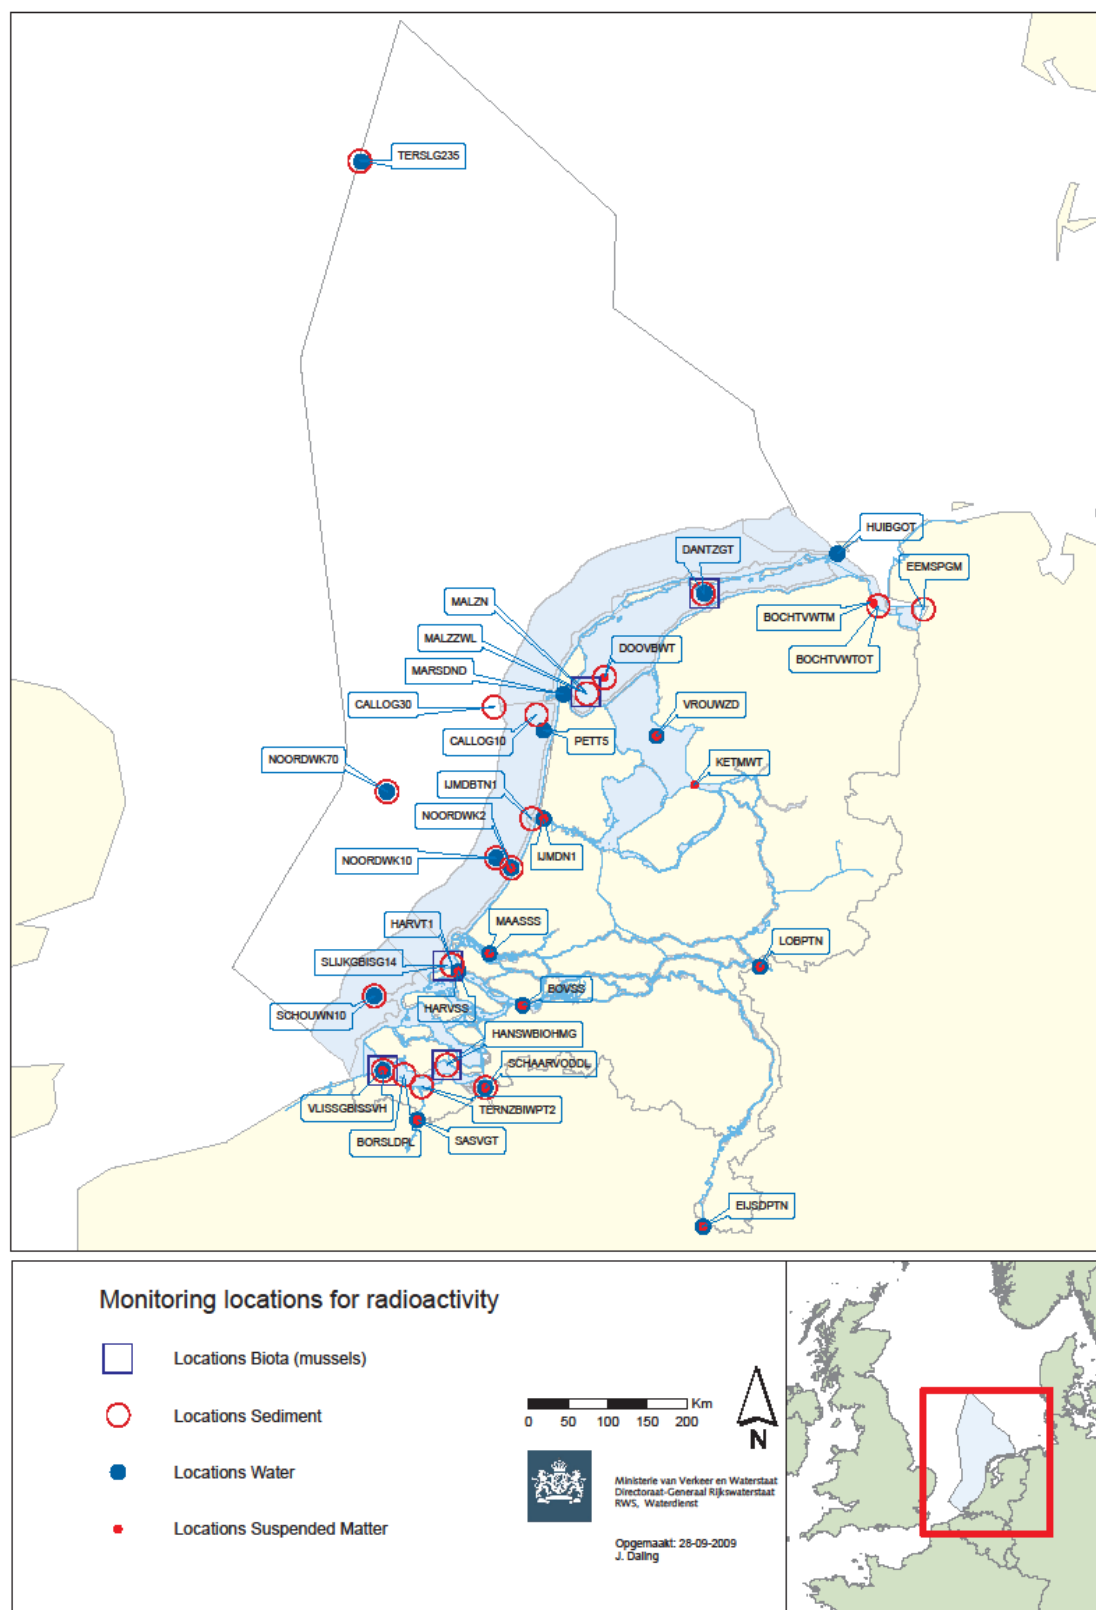 TERSLG235
HUIBGOT
DANTZGT
EEMSPGM
MALZN
BOCHTVWTM
MALZZWL
DOOVBWT
BOCHTVWTOT
MARSDND
CALLOG30
VROUWZD
CALLOG10
PETT5
NOORDWK70
KETMWT
IJMDBTN1
NOORDWK2
NOORDWK10
IJMDN1
HARVT1
MAASSS
LOBPTN
SLIJKGBISG14
SCHOUWN10
HARVSS
BOVSS
HANSWBIOHMG
SCHAARVODDL
VLISSGBISSVH
TERNZBIWPT2
BORSLDPL
SASVGT
EIJSDPTN
Monitoring locations for radioactivity
Locations Biota (mussels)
Locations Sediment
Locations Water
Locations Suspended Matter
Km
0 50 100 150 200
N
Ministerie van Verkeer en Waterstaat
Directoraat-Generaal Rijkswaterstaat
RWS, Waterdienst
Opgemaakt: 28-09-2009
J. Daling